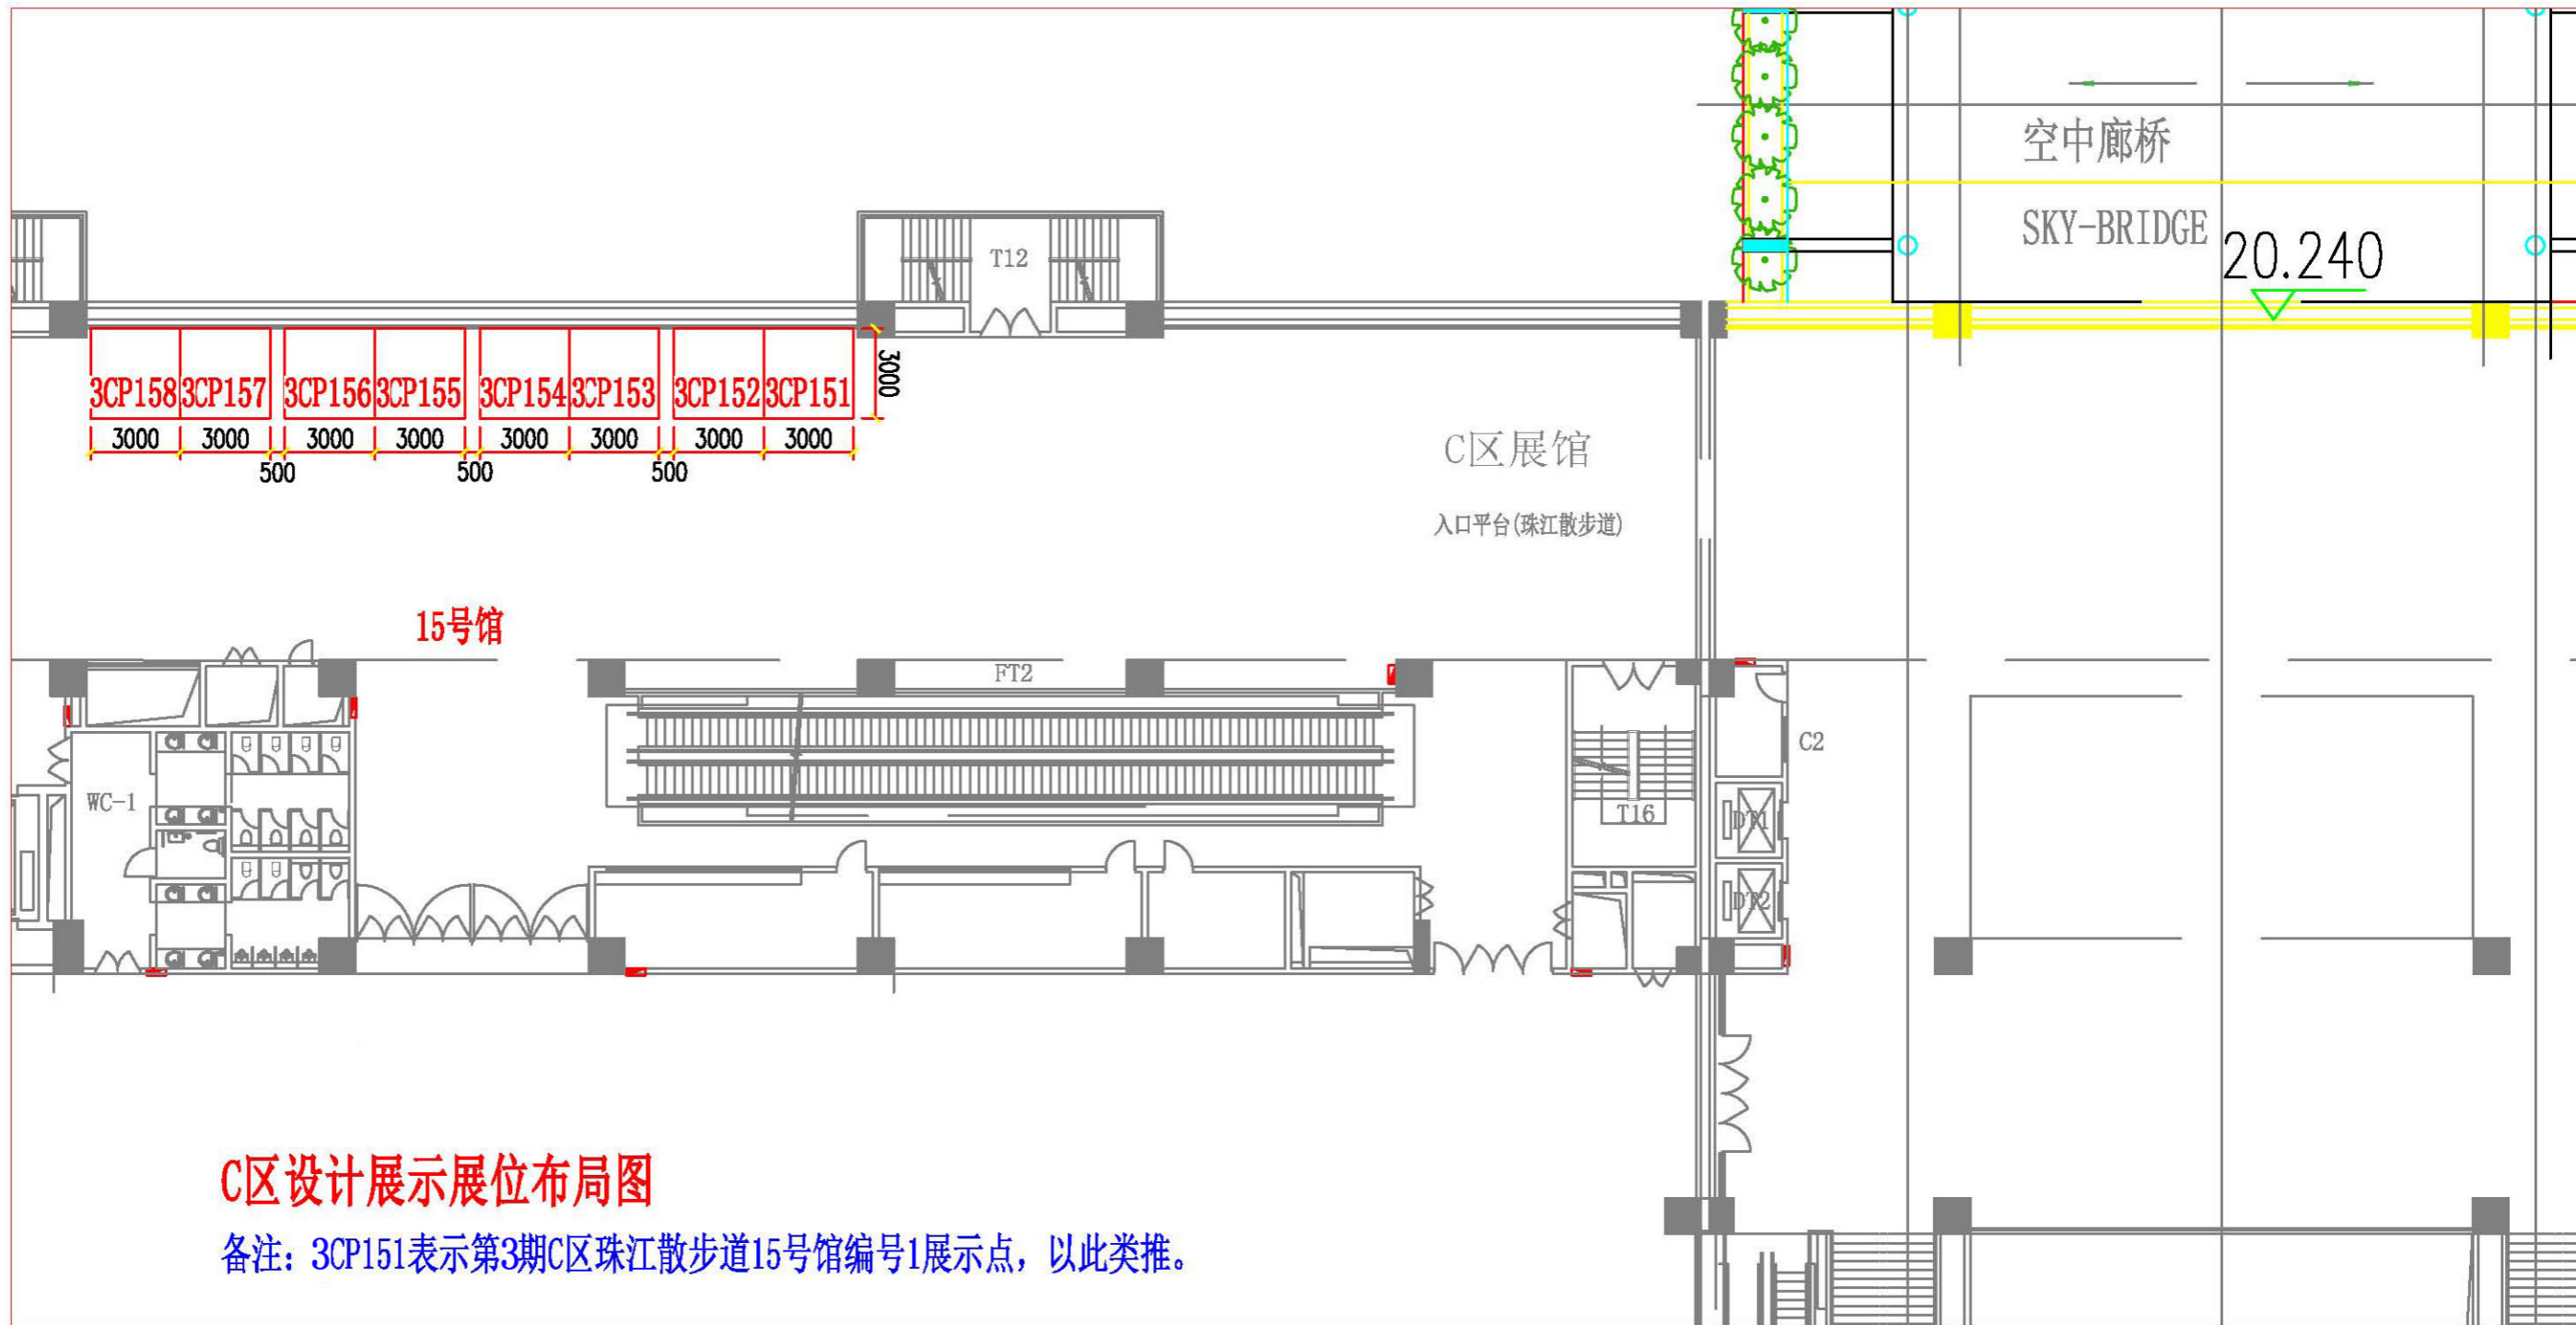 空中廊桥
SKY-BRIDGE
20.240
T12
3CP158 3CP157 3CP156 3CP155 3CP154 3CP153 3CP152 3CP151
3000
3000 3000 3000 3000 3000 3000 3000 3000
500 500 500
C区展馆
入口平台(珠江散步道)
15号馆
FT2
C2
WC-1
T16
DT1
DT2
C区设计展示展位布局图
备注：3CP151表示第3期C区珠江散步道15号馆编号1展示点，以此类推。